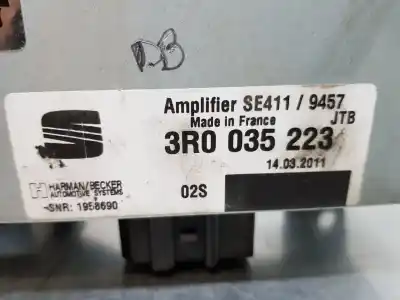 DB
Amplifier SE411 / 9457
Made in France JTB
3R0 035 223
14.03.2011
HARMAN/BECKER
AUTOMOTIVE SYSTEMS
02S
SNR: 1958690